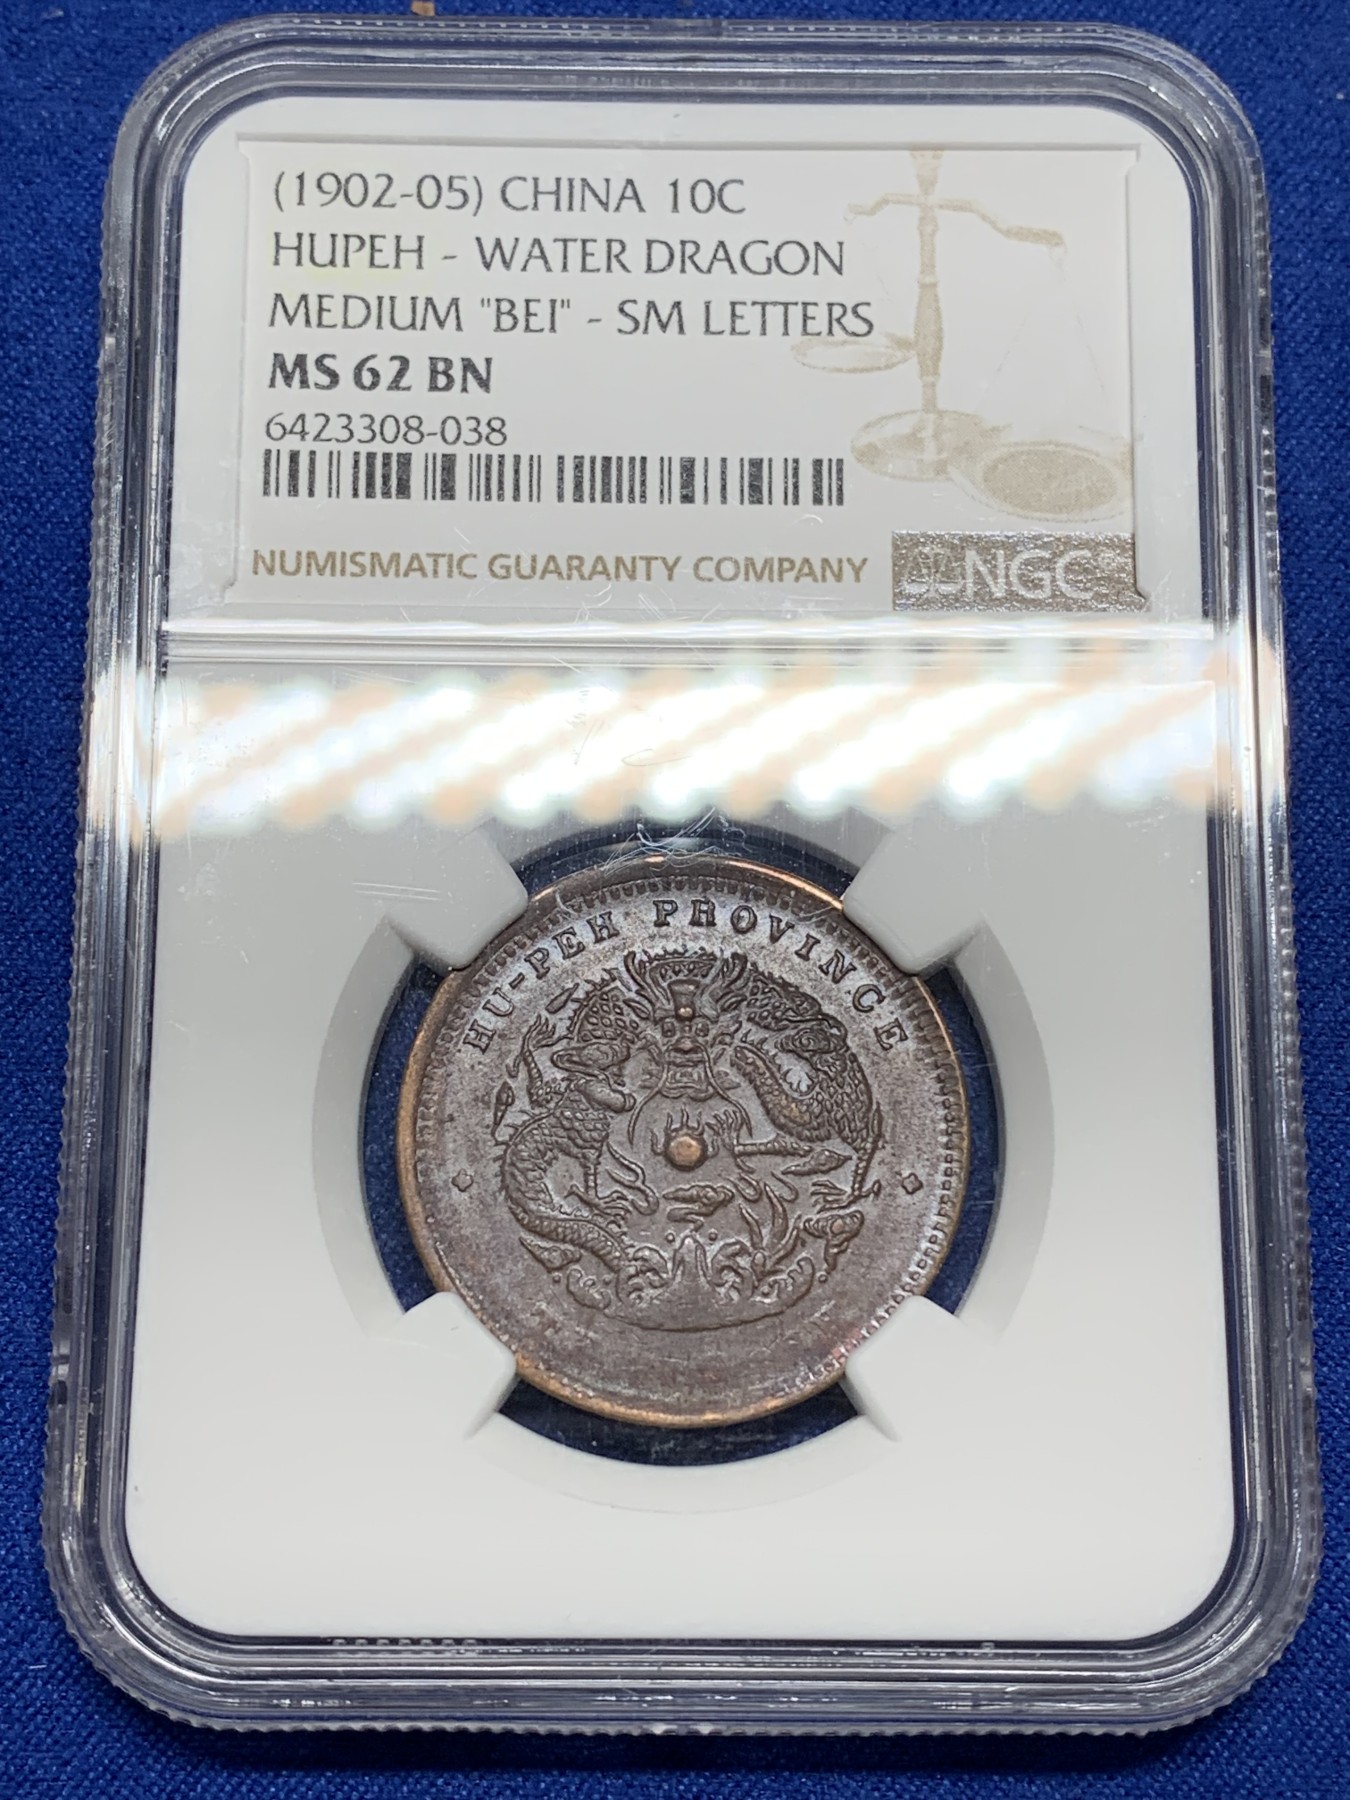 (1902-05) CHINA 10C
HUPEH - WATER DRAGON
MEDIUM "BEI" - SM LETTERS
MS 62 BN
6423308-038
NUMISMATIC GUARANTY COMPANY
NGC
HU-PEH PROVINCE